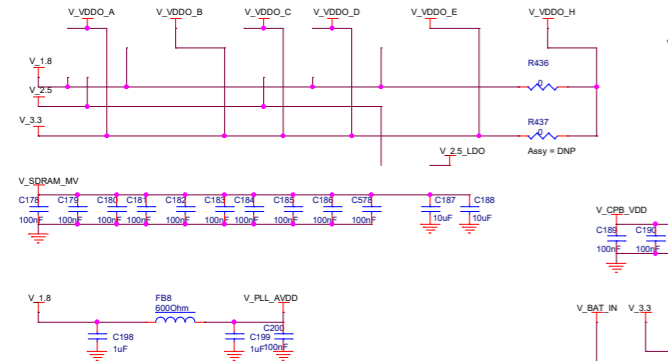 V_VDDO_A V_VDDO_B V_VDDO_C V_VDDO_D V_VDDO_E V_VDDO_H
R436
V_1.8
0
V_2.5
R437
V_3.3
0
Assy = DNP
V_2.5_LDO
V_SDRAM_MV
C178 C179 C180 C181 C182 C183 C184 C185 C186 C578 C187 C188
100nF 100nF 100nF 100nF 100nF 100nF 100nF 100nF 100nF 100nF 10uF 10uF
V_CPB_VDD
C189 C190
100nF 100nF
V_1.8 FB8 V_PLL_AVDD V_BAT_IN V_3.3
600Ohm
C198 C199 C200
1uF 1uF 100nF